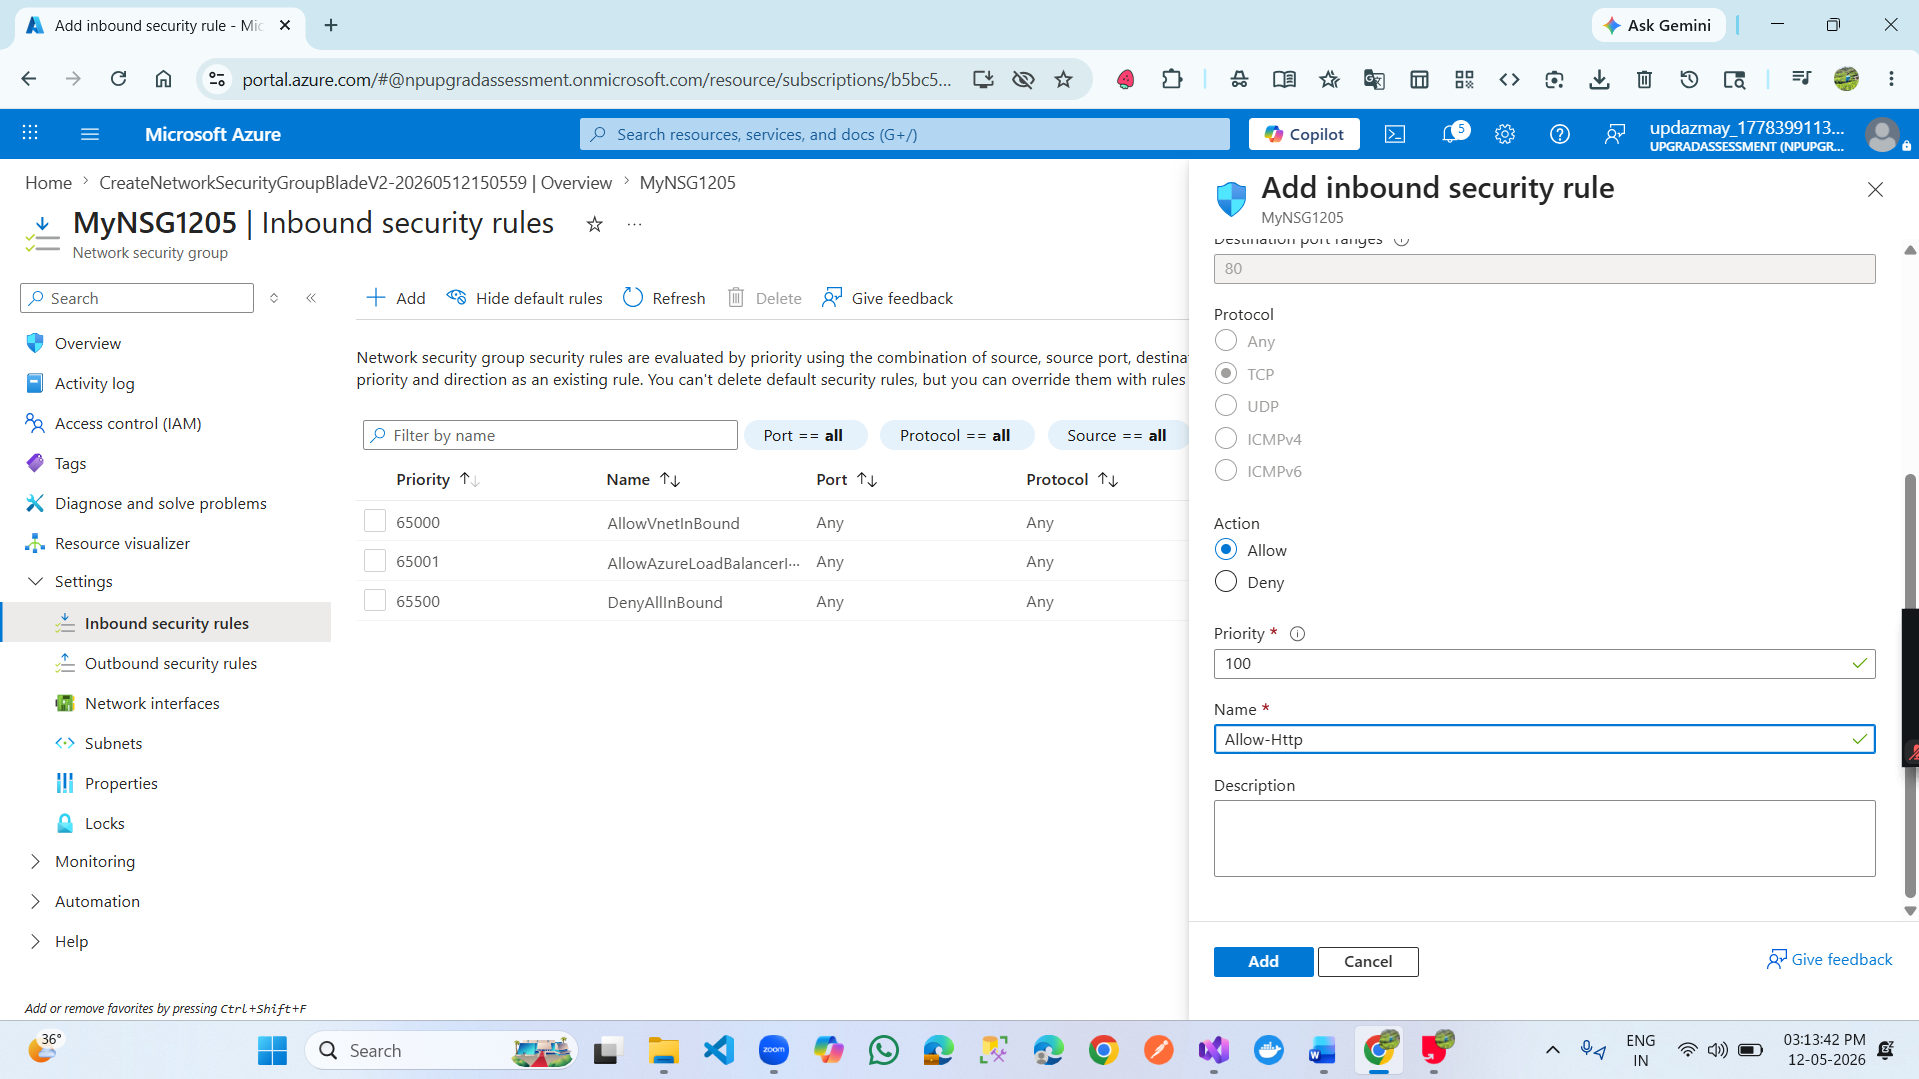 Add inbound security rule - Mic
Ask Gemini
portal.azure.com/#@npupgradassessment.onmicrosoft.com/resource/subscriptions/b5bc5...
Microsoft Azure
Search resources, services, and docs (G+/)
Copilot
5
updazmay_1778399113...
UPGRADASSESSMENT (NPUPGR...
Home > CreateNetworkSecurityGroupBladeV2-20260512150559 | Overview > MyNSG1205
MyNSG1205 | Inbound security rules
Network security group
Search
Overview
Activity log
Access control (IAM)
Tags
Diagnose and solve problems
Resource visualizer
Settings
Inbound security rules
Outbound security rules
Network interfaces
Subnets
Properties
Locks
Monitoring
Automation
Help
Add or remove favorites by pressing Ctrl+Shift+F
Add
Hide default rules
Refresh
Delete
Give feedback
Network security group security rules are evaluated by priority using the combination of source, source port, destinat
priority and direction as an existing rule. You can't delete default security rules, but you can override them with rules
Filter by name
Port == all
Protocol == all
Source == all
Priority Name Port Protocol
65000 AllowVnetInBound Any Any
65001 AllowAzureLoadBalancerI... Any Any
65500 DenyAllInBound Any Any
Add inbound security rule
MyNSG1205
Destination port ranges
80
Protocol
Any
TCP
UDP
ICMPv4
ICMPv6
Action
Allow
Deny
Priority *
100
Name *
Allow-Http
Description
Add
Cancel
Give feedback
36°
Search
zoom
ENG
IN
03:13:42 PM
12-05-2026